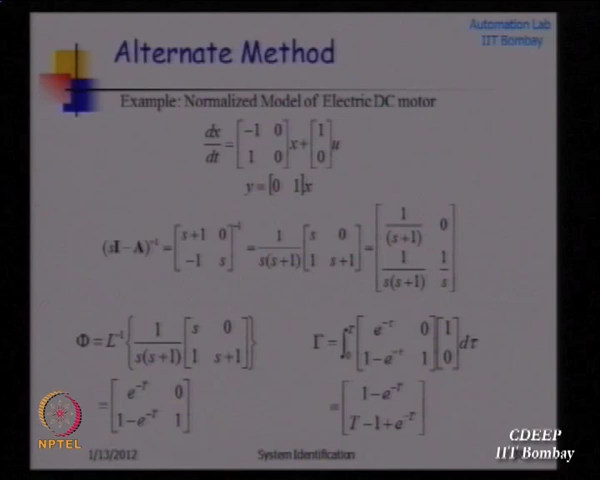 Automation Lab
IIT Bombay
Alternate Method
Example: Normalized Model of Electric DC motor
dx/dt = [−1 0; 1 0] x + [1; 0] u
y = [0 1] x
(sI − A)⁻¹ = [s+1 0; −1 s]⁻¹ = 1/(s(s+1)) [s 0; 1 s+1] = [1/(s+1) 0; 1/(s(s+1)) 1/s]
Φ = L⁻¹{1/(s(s+1)) [s 0; 1 s+1]}
= [e^−T 0; 1−e^−T 1]
Γ = ∫₀^T [e^−τ 0; 1−e^−τ 1] [1; 0] dτ
= [1−e^−T; T−1+e^−T]
NPTEL
1/13/2012
System Identification
CDEEP
IIT Bombay